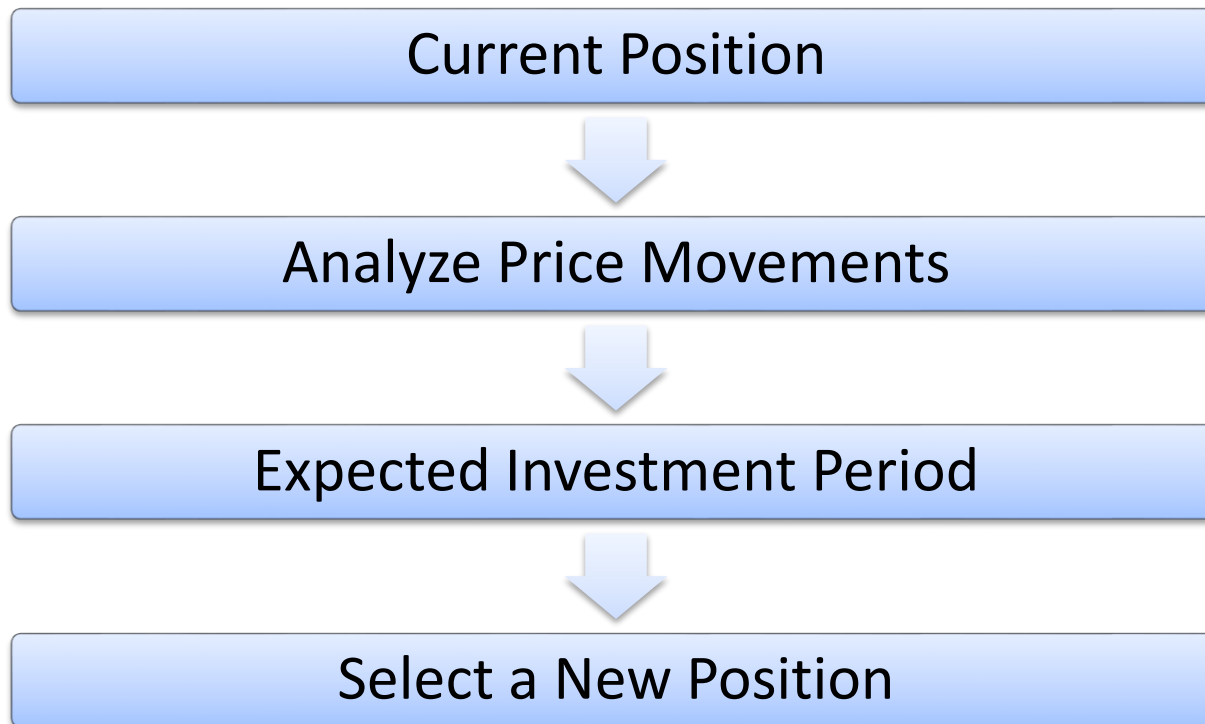 Current Position
Analyze Price Movements
Expected Investment Period
Select a New Position